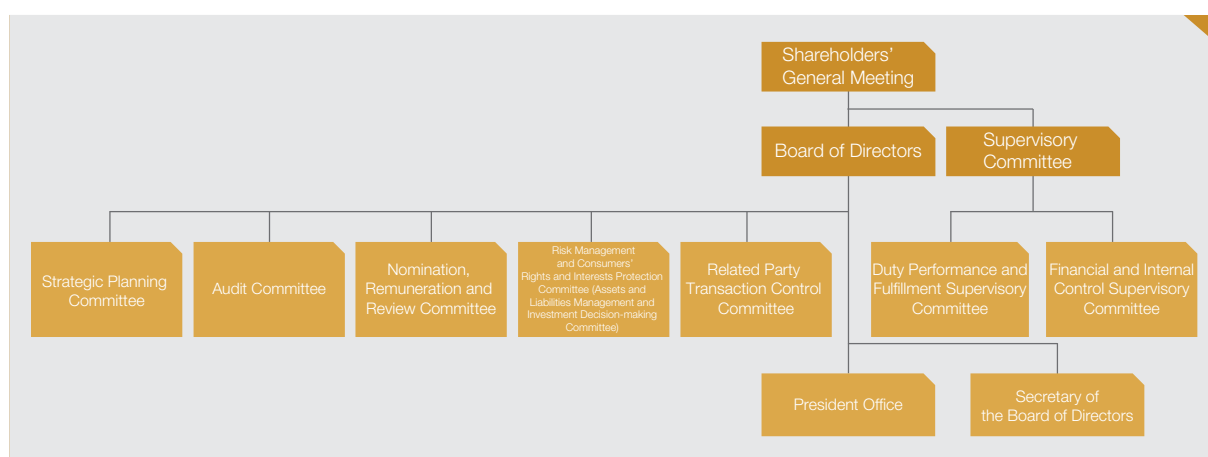 Shareholders'
General Meeting
Board of Directors
Supervisory
Committee
Strategic Planning
Committee
Audit Committee
Nomination,
Remuneration and
Review Committee
Risk Management
and Consumers'
Rights and Interests Protection
Committee (Assets and
Liabilities Management and
Investment Decision-making
Committee)
Related Party
Transaction Control
Committee
Duty Performance and
Fulfillment Supervisory
Committee
Financial and Internal
Control Supervisory
Committee
President Office
Secretary of
the Board of Directors